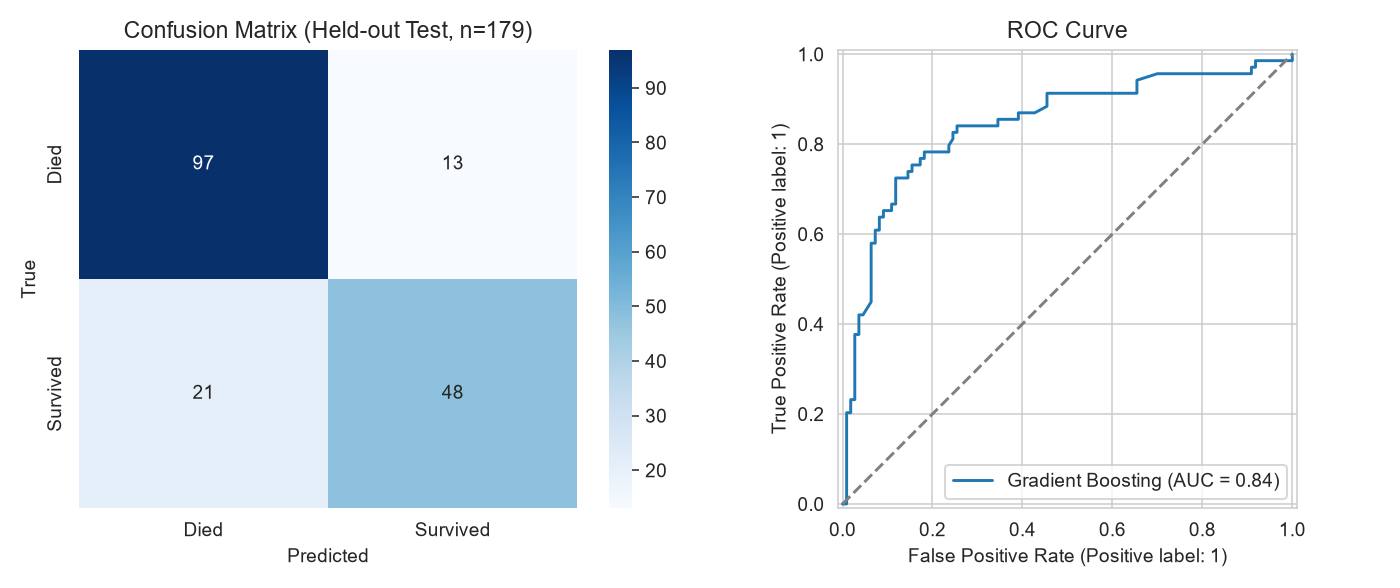 Confusion Matrix (Held-out Test, n=179)
True
Died
Survived
97
13
21
48
Died
Survived
Predicted
90
80
70
60
50
40
30
20
ROC Curve
True Positive Rate (Positive label: 1)
1.0
0.8
0.6
0.4
0.2
0.0
Gradient Boosting (AUC = 0.84)
0.0
0.2
0.4
0.6
0.8
1.0
False Positive Rate (Positive label: 1)